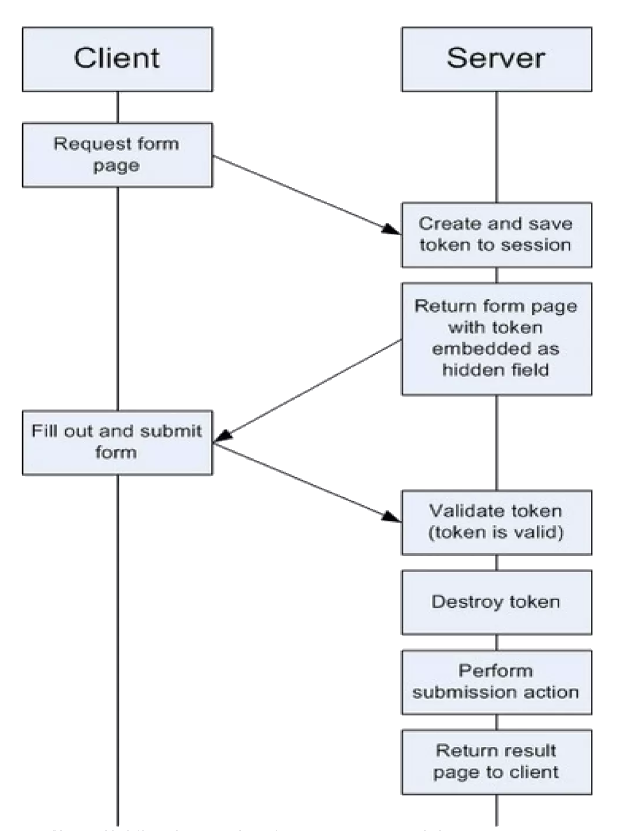 Client
Server
Request form
page
Create and save
token to session
Return form page
with token
embedded as
hidden field
Fill out and submit
form
Validate token
(token is valid)
Destroy token
Perform
submission action
Return result
page to client